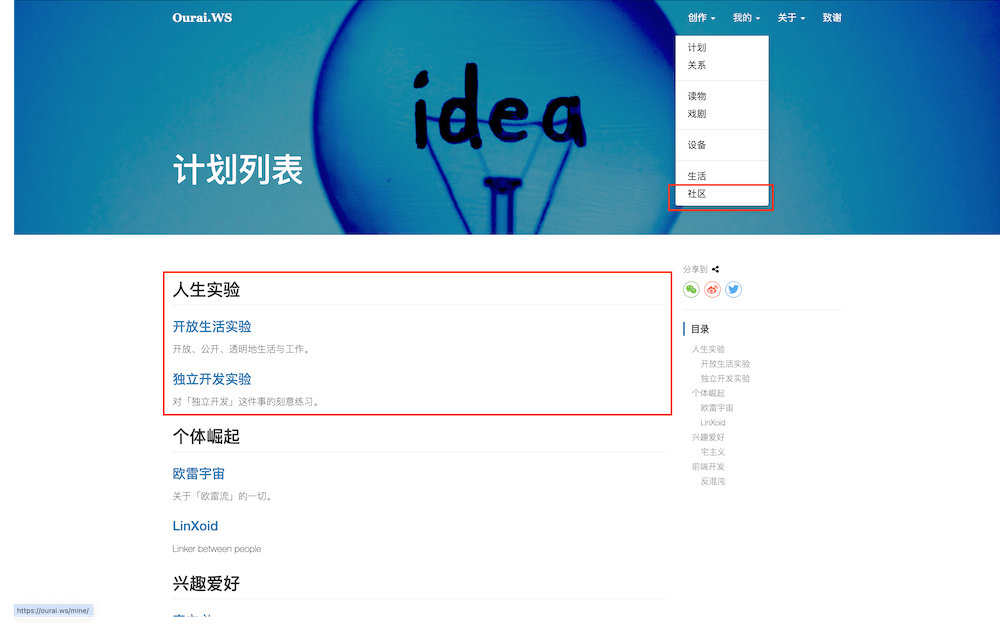 Ourai.WS
创作 我的 关于 致谢
计划
关系
读物
戏剧
设备
生活
社区
idea
计划列表
人生实验
开放生活实验
开放、公开、透明地生活与工作。
独立开发实验
对「独立开发」这件事的刻意练习。
个体崛起
欧雷宇宙
关于「欧雷流」的一切。
LinXoid
Linker between people
兴趣爱好
分享到
目录
人生实验
开放生活实验
独立开发实验
个体崛起
欧雷宇宙
LinXoid
兴趣爱好
宅主义
前端开发
反混沌
https://ourai.ws/mine/